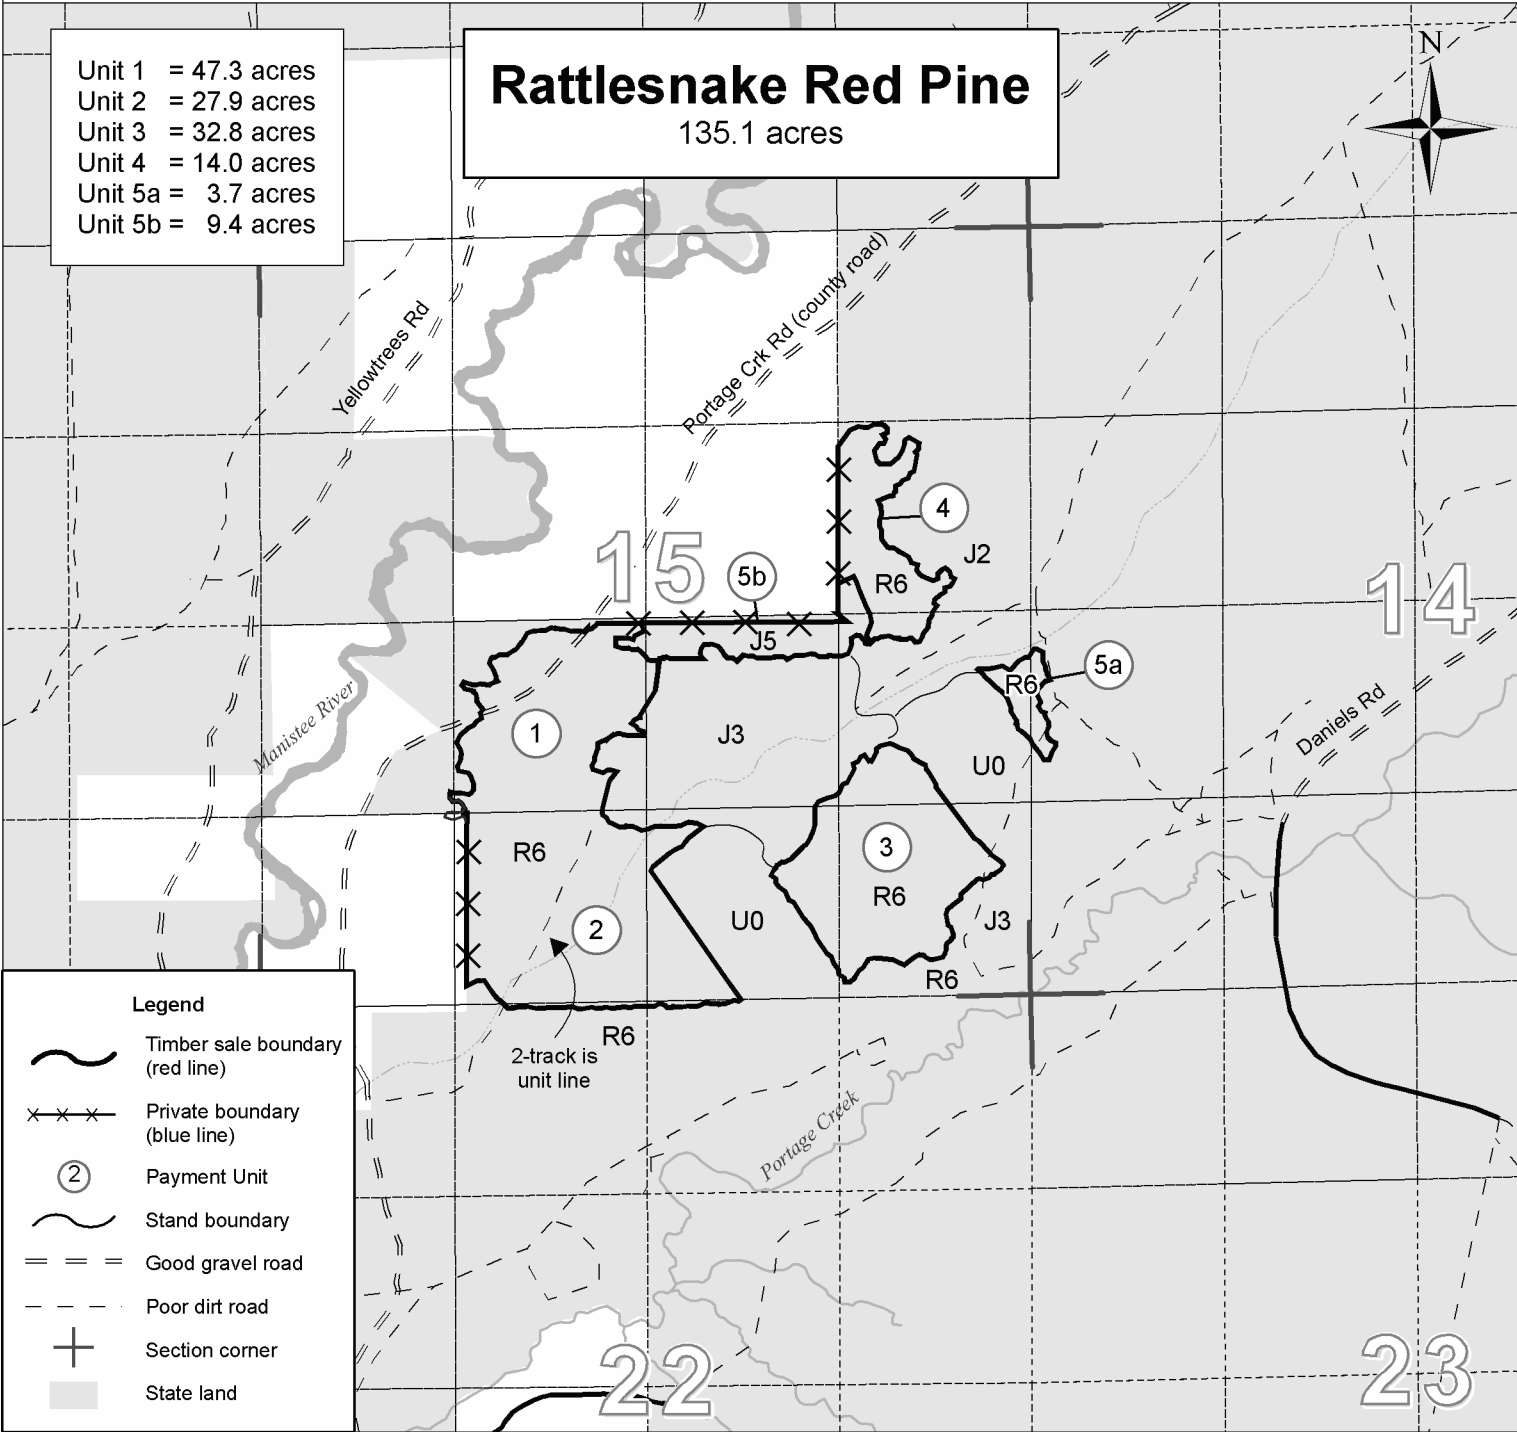 Unit 1 = 47.3 acres
Unit 2 = 27.9 acres
Unit 3 = 32.8 acres
Unit 4 = 14.0 acres
Unit 5a = 3.7 acres
Unit 5b = 9.4 acres
Rattlesnake Red Pine
135.1 acres
N
Yellowtrees Rd
Portage Crk Rd (county road)
4
J2
15
5b
R6
14
J5
5a
R6
Manistee River
1
J3
Daniels Rd
U0
R6
3
R6
2
U0
J3
R6
R6
2-track is
unit line
Portage Creek
22
23
Legend
Timber sale boundary
(red line)
Private boundary
(blue line)
2
Payment Unit
Stand boundary
Good gravel road
Poor dirt road
Section corner
State land